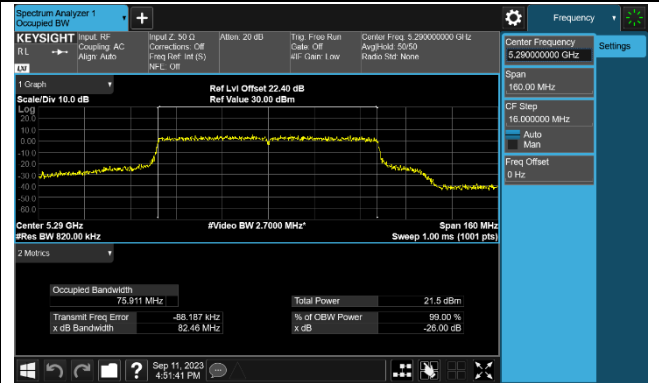 Spectrum Analyzer 1
Occupied BW
Frequency
KEYSIGHT
RL
LXI
Input: RF
Coupling: AC
Align: Auto
Input Z: 50 Ω
Corrections: Off
Freq Ref: Int (S)
NFE: Off
Atten: 20 dB
Trig: Free Run
Gate: Off
#IF Gain: Low
Center Freq: 5.290000000 GHz
Avg|Hold: 50/50
Radio Std: None
Center Frequency
5.290000000 GHz
Settings
Span
160.00 MHz
CF Step
16.000000 MHz
Auto
Man
Freq Offset
0 Hz
1 Graph
Scale/Div 10.0 dB
Ref Lvl Offset 22.40 dB
Ref Value 30.00 dBm
Log
20.0
10.0
0.00
-10.0
-20.0
-30.0
-40.0
-50.0
-60.0
Center 5.29 GHz
#Res BW 820.00 kHz
#Video BW 2.7000 MHz*
Span 160 MHz
Sweep 1.00 ms (1001 pts)
2 Metrics
Occupied Bandwidth
75.911 MHz
Total Power 21.5 dBm
Transmit Freq Error -88.187 kHz
% of OBW Power 99.00 %
x dB Bandwidth 82.46 MHz
x dB -26.00 dB
Sep 11, 2023
4:51:41 PM